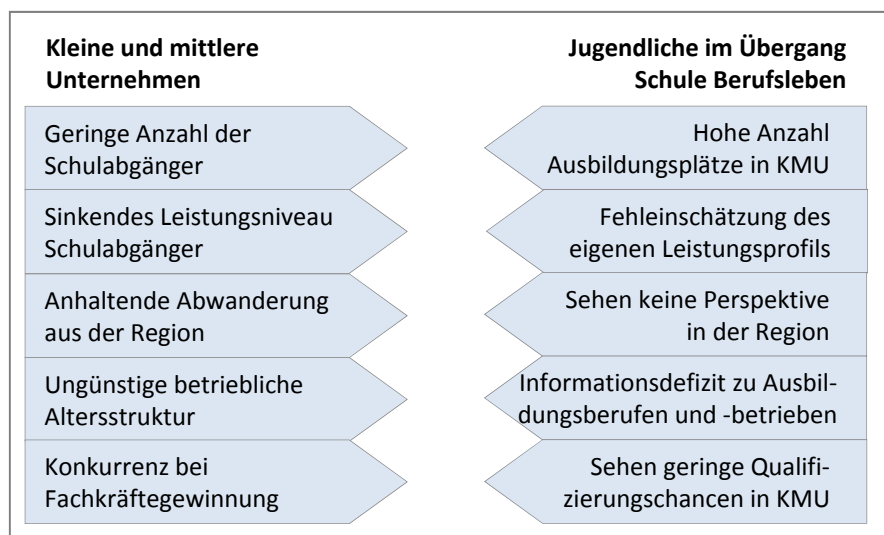 Kleine und mittlere
Unternehmen
Geringe Anzahl der
Schulabgänger
Sinkendes Leistungsniveau
Schulabgänger
Anhaltende Abwanderung
aus der Region
Ungünstige betriebliche
Altersstruktur
Konkurrenz bei
Fachkräftegewinnung
Jugendliche im Übergang
Schule Berufsleben
Hohe Anzahl
Ausbildungsplätze in KMU
Fehleinschätzung des
eigenen Leistungsprofils
Sehen keine Perspektive
in der Region
Informationsdefizit zu Ausbil-
dungsberufen und -betrieben
Sehen geringe Qualifi-
zierungschancen in KMU